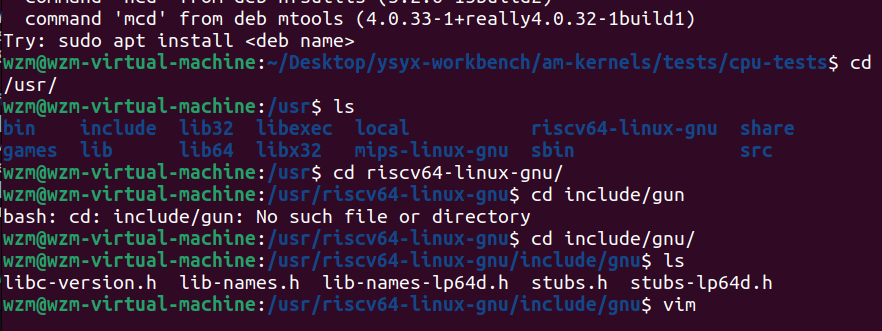 command 'mcd' from deb mtools (4.0.33-1+really4.0.32-1build1)
Try: sudo apt install <deb name>
wzm@wzm-virtual-machine:~/Desktop/ysyx-workbench/am-kernels/tests/cpu-tests$ cd
/usr/
wzm@wzm-virtual-machine:/usr$ ls
bin include lib32 libexec local riscv64-linux-gnu share
games lib lib64 libx32 mips-linux-gnu sbin src
wzm@wzm-virtual-machine:/usr$ cd riscv64-linux-gnu/
wzm@wzm-virtual-machine:/usr/riscv64-linux-gnu$ cd include/gun
bash: cd: include/gun: No such file or directory
wzm@wzm-virtual-machine:/usr/riscv64-linux-gnu$ cd include/gnu/
wzm@wzm-virtual-machine:/usr/riscv64-linux-gnu/include/gnu$ ls
libc-version.h lib-names.h lib-names-lp64d.h stubs.h stubs-lp64d.h
wzm@wzm-virtual-machine:/usr/riscv64-linux-gnu/include/gnu$ vim